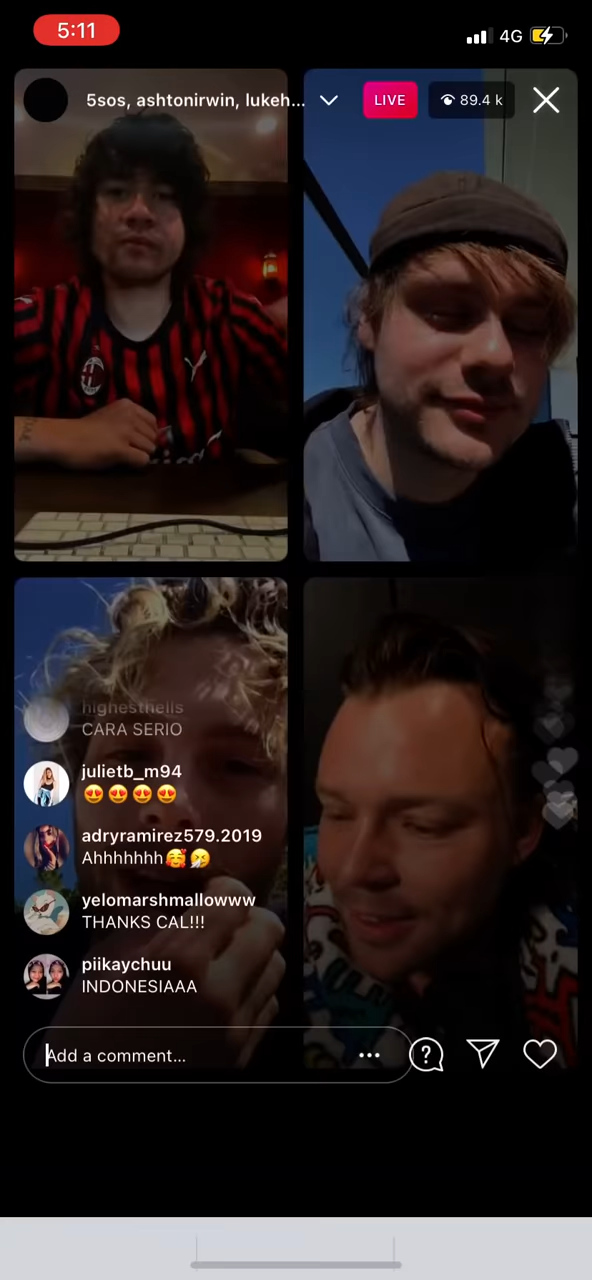 5:11
4G
5sos, ashtonirwin, lukeh...
LIVE
89.4 k
highesthells
CARA SERIO
julietb_m94
😍😍😍😍
adryramirez579.2019
Ahhhhhhh🥰🤧
yelomarshmallowww
THANKS CAL!!!
piikaychuu
INDONESIAAA
Add a comment...